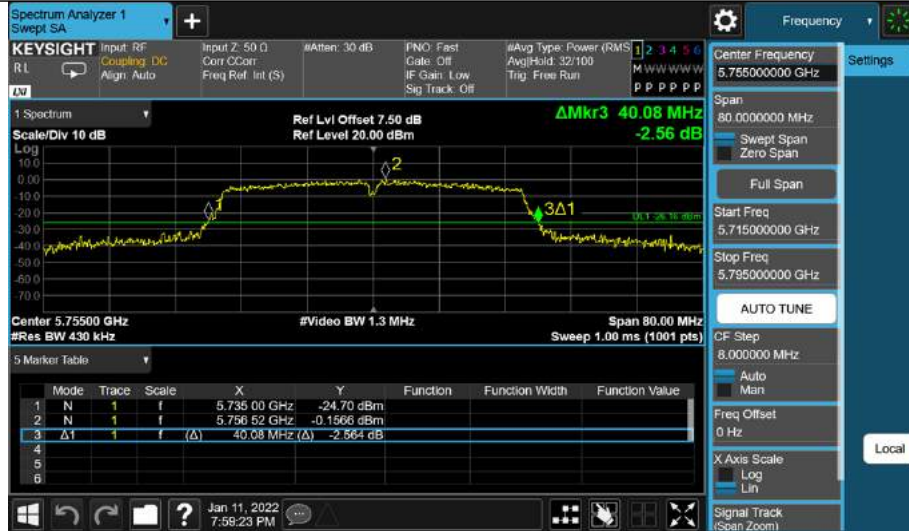 Spectrum Analyzer 1
Swept SA
+
Frequency
KEYSIGHT
RL
LXI
Input: RF
Coupling: DC
Align: Auto
Input Z: 50 Ω
Corr CCorr
Freq Ref: Int (S)
#Atten: 30 dB
PNO: Fast
Gate: Off
IF Gain: Low
Sig Track: Off
#Avg Type: Power (RMS
Avg|Hold: 32/100
Trig: Free Run
1 2 3 4 5 6
M W W W W W
P P P P P P
1 Spectrum
Scale/Div 10 dB
Log
Ref Lvl Offset 7.50 dB
Ref Level 20.00 dBm
ΔMkr3 40.08 MHz
-2.56 dB
10.0
0.00
-10.0
-20.0
-30.0
-40.0
-50.0
-60.0
-70.0
2
3Δ1
DL1 -26.16 dBm
Center 5.75500 GHz
#Res BW 430 kHz
#Video BW 1.3 MHz
Span 80.00 MHz
Sweep 1.00 ms (1001 pts)
5 Marker Table
Mode Trace Scale X Y Function Function Width Function Value
1 N 1 f 5.735 00 GHz -24.70 dBm
2 N 1 f 5.756 52 GHz -0.1566 dBm
3 Δ1 1 f (Δ) 40.08 MHz (Δ) -2.564 dB
4
5
6
Center Frequency
5.755000000 GHz
Span
80.0000000 MHz
Swept Span
Zero Span
Full Span
Start Freq
5.715000000 GHz
Stop Freq
5.795000000 GHz
AUTO TUNE
CF Step
8.000000 MHz
Auto
Man
Freq Offset
0 Hz
X Axis Scale
Log
Lin
Signal Track
(Span Zoom)
Settings
Local
?
Jan 11, 2022
7:59:23 PM